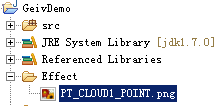 GeivDemo
src
JRE System Library [jdk1.7.0]
Referenced Libraries
Effect
PT_CLOUD1_POINT.png